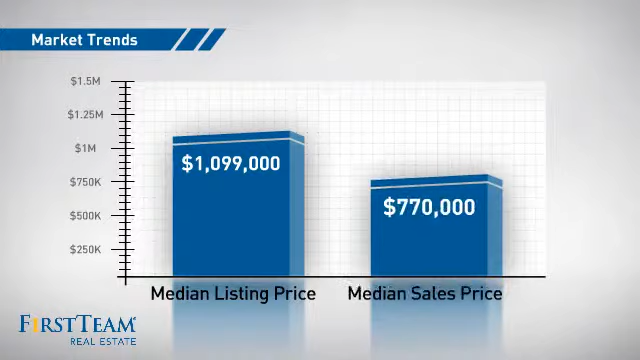 Market Trends
$1.5M
$1.25M
$1M
$750K
$500K
$250K
$1,099,000
$770,000
Median Listing Price
Median Sales Price
FIRSTTEAM®
REAL ESTATE